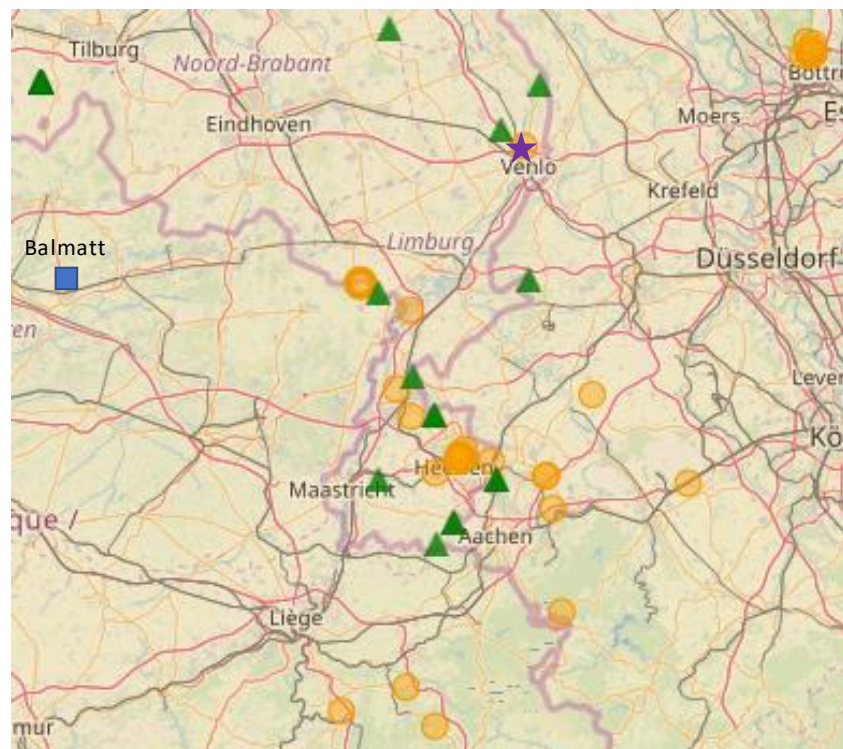 Tilburg
Noord-Brabant
Bottr
Es
Moers
Eindhoven
Venlo
Krefeld
Balmatt
Limburg
Düsseldorf
en
Lever
Kö
Maastricht
que /
Aachen
Liège
mur